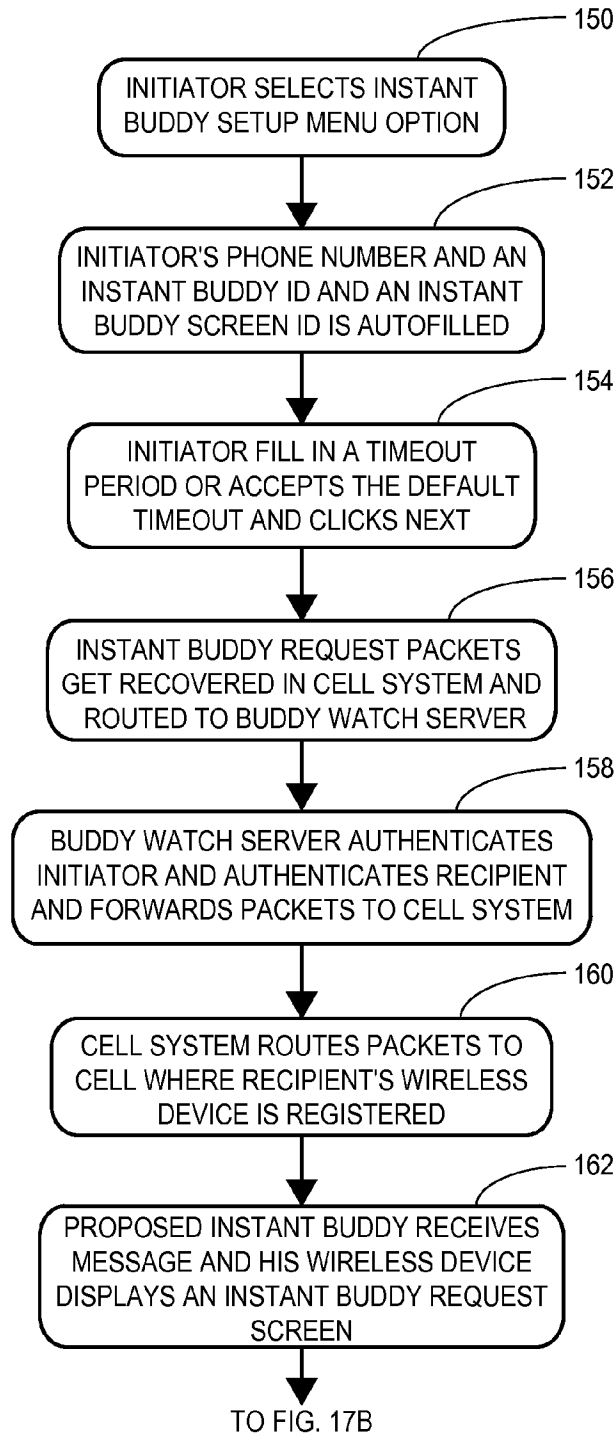 150
INITIATOR SELECTS INSTANT
BUDDY SETUP MENU OPTION
152
INITIATOR'S PHONE NUMBER AND AN
INSTANT BUDDY ID AND AN INSTANT
BUDDY SCREEN ID IS AUTOFILLED
154
INITIATOR FILL IN A TIMEOUT
PERIOD OR ACCEPTS THE DEFAULT
TIMEOUT AND CLICKS NEXT
156
INSTANT BUDDY REQUEST PACKETS
GET RECOVERED IN CELL SYSTEM AND
ROUTED TO BUDDY WATCH SERVER
158
BUDDY WATCH SERVER AUTHENTICATES
INITIATOR AND AUTHENTICATES RECIPIENT
AND FORWARDS PACKETS TO CELL SYSTEM
160
CELL SYSTEM ROUTES PACKETS TO
CELL WHERE RECIPIENT'S WIRELESS
DEVICE IS REGISTERED
162
PROPOSED INSTANT BUDDY RECEIVES
MESSAGE AND HIS WIRELESS DEVICE
DISPLAYS AN INSTANT BUDDY REQUEST
SCREEN
TO FIG. 17B